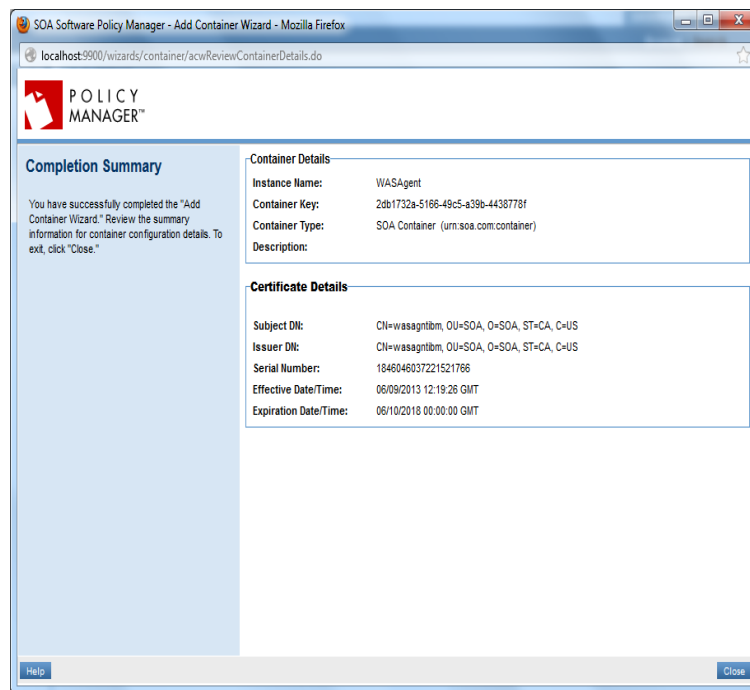 SOA Software Policy Manager - Add Container Wizard - Mozilla Firefox
localhost:9900/wizards/container/acwReviewContainerDetails.do
POLICY
MANAGER™
Completion Summary
You have successfully completed the "Add
Container Wizard." Review the summary
information for container configuration details. To
exit, click "Close."
Container Details
Instance Name: WASAgent
Container Key: 2db1732a-5166-49c5-a39b-4438778f
Container Type: SOA Container (urn:soa.com:container)
Description:
Certificate Details
Subject DN: CN=wasagntibm, OU=SOA, O=SOA, ST=CA, C=US
Issuer DN: CN=wasagntibm, OU=SOA, O=SOA, ST=CA, C=US
Serial Number: 1846046037221521766
Effective Date/Time: 06/09/2013 12:19:26 GMT
Expiration Date/Time: 06/10/2018 00:00:00 GMT
Help
Close